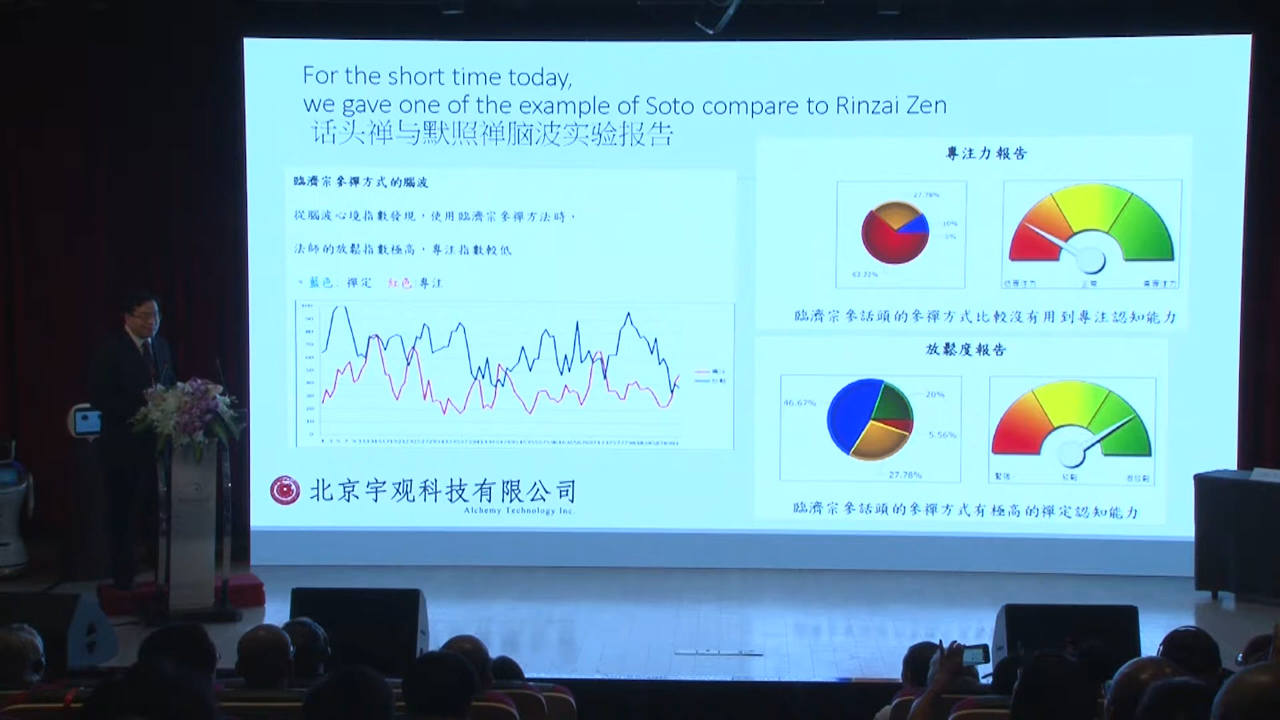 For the short time today,
we gave one of the example of Soto compare to Rinzai Zen
话头禅与默照禅脑波实验报告
臨濟宗參禪方式的腦波
從腦波心境指數發現，使用臨濟宗參禪方法時，
法師的放鬆指數極高，專注指數較低
藍色: 禪定 紅色:專注
專注力報告
27.78%
63.22%
正常
臨濟宗參話頭的參禪方式比較沒有用到專注認知能力
放鬆度報告
46.67%
20%
5.56%
27.78%
臨濟宗參話頭的參禪方式有極高的禪定認知能力
北京宇观科技有限公司
Alchemy Technology Inc.